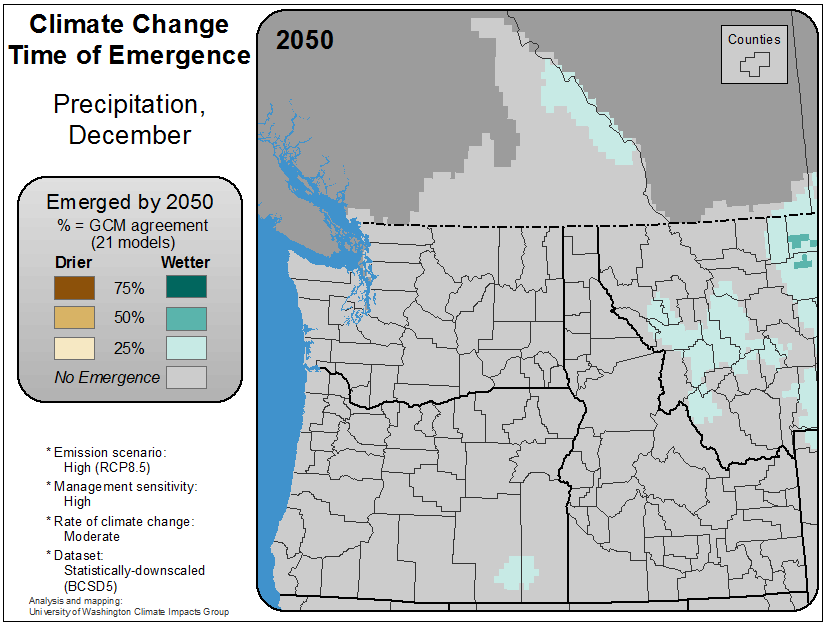 Climate Change
Time of Emergence
Precipitation,
December
Emerged by 2050
% = GCM agreement
(21 models)
Drier Wetter
75%
50%
25%
No Emergence
* Emission scenario:
High (RCP8.5)
* Management sensitivity:
High
* Rate of climate change:
Moderate
* Dataset:
Statistically-downscaled
(BCSD5)
Analysis and mapping:
University of Washington Climate Impacts Group
2050
Counties